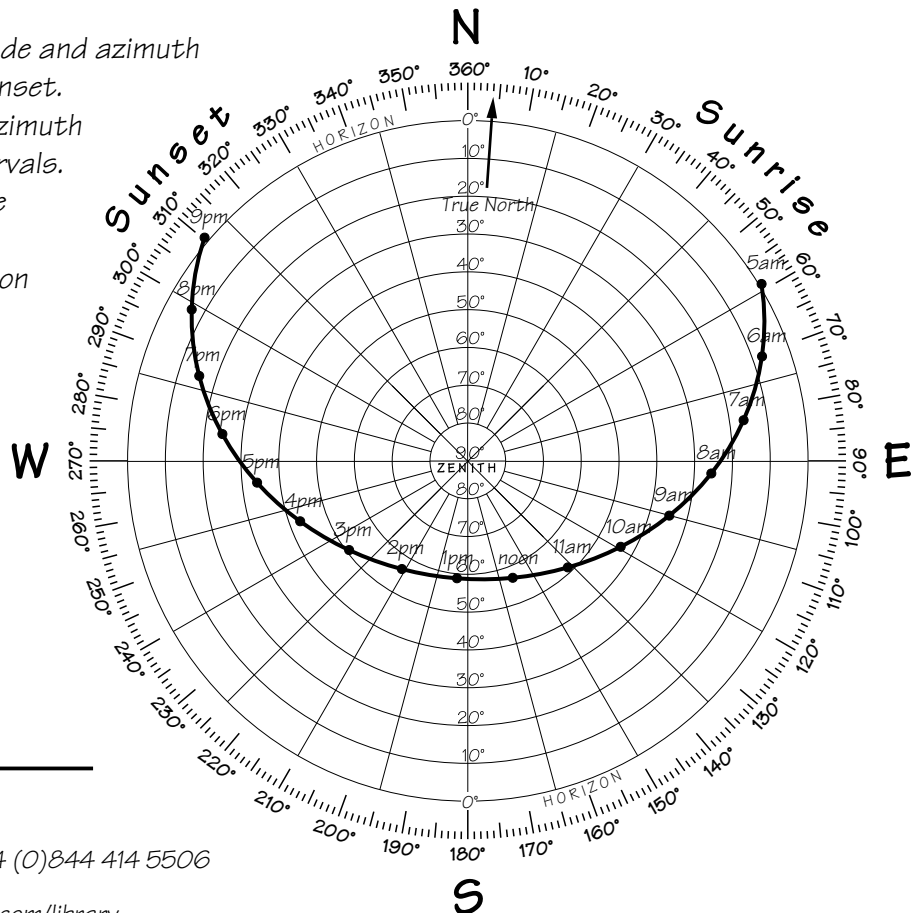 N
de and azimuth
nset.
zimuth
rvals.
e
on
Sunset
Sunrise
360°
10°
20°
30°
40°
50°
60°
70°
80°
90°
100°
110°
120°
130°
140°
150°
160°
170°
180°
190°
200°
210°
220°
230°
240°
250°
260°
270°
280°
290°
300°
310°
320°
330°
340°
350°
HORIZON
0°
10°
20°
True North
30°
40°
50°
60°
70°
80°
90°
ZENITH
80°
70°
60°
50°
40°
30°
20°
10°
0°
HORIZON
5am
6am
7am
8am
9am
10am
11am
noon
1pm
2pm
3pm
4pm
5pm
6pm
7pm
8pm
9pm
W
E
S
4 (0)844 414 5506
com/library